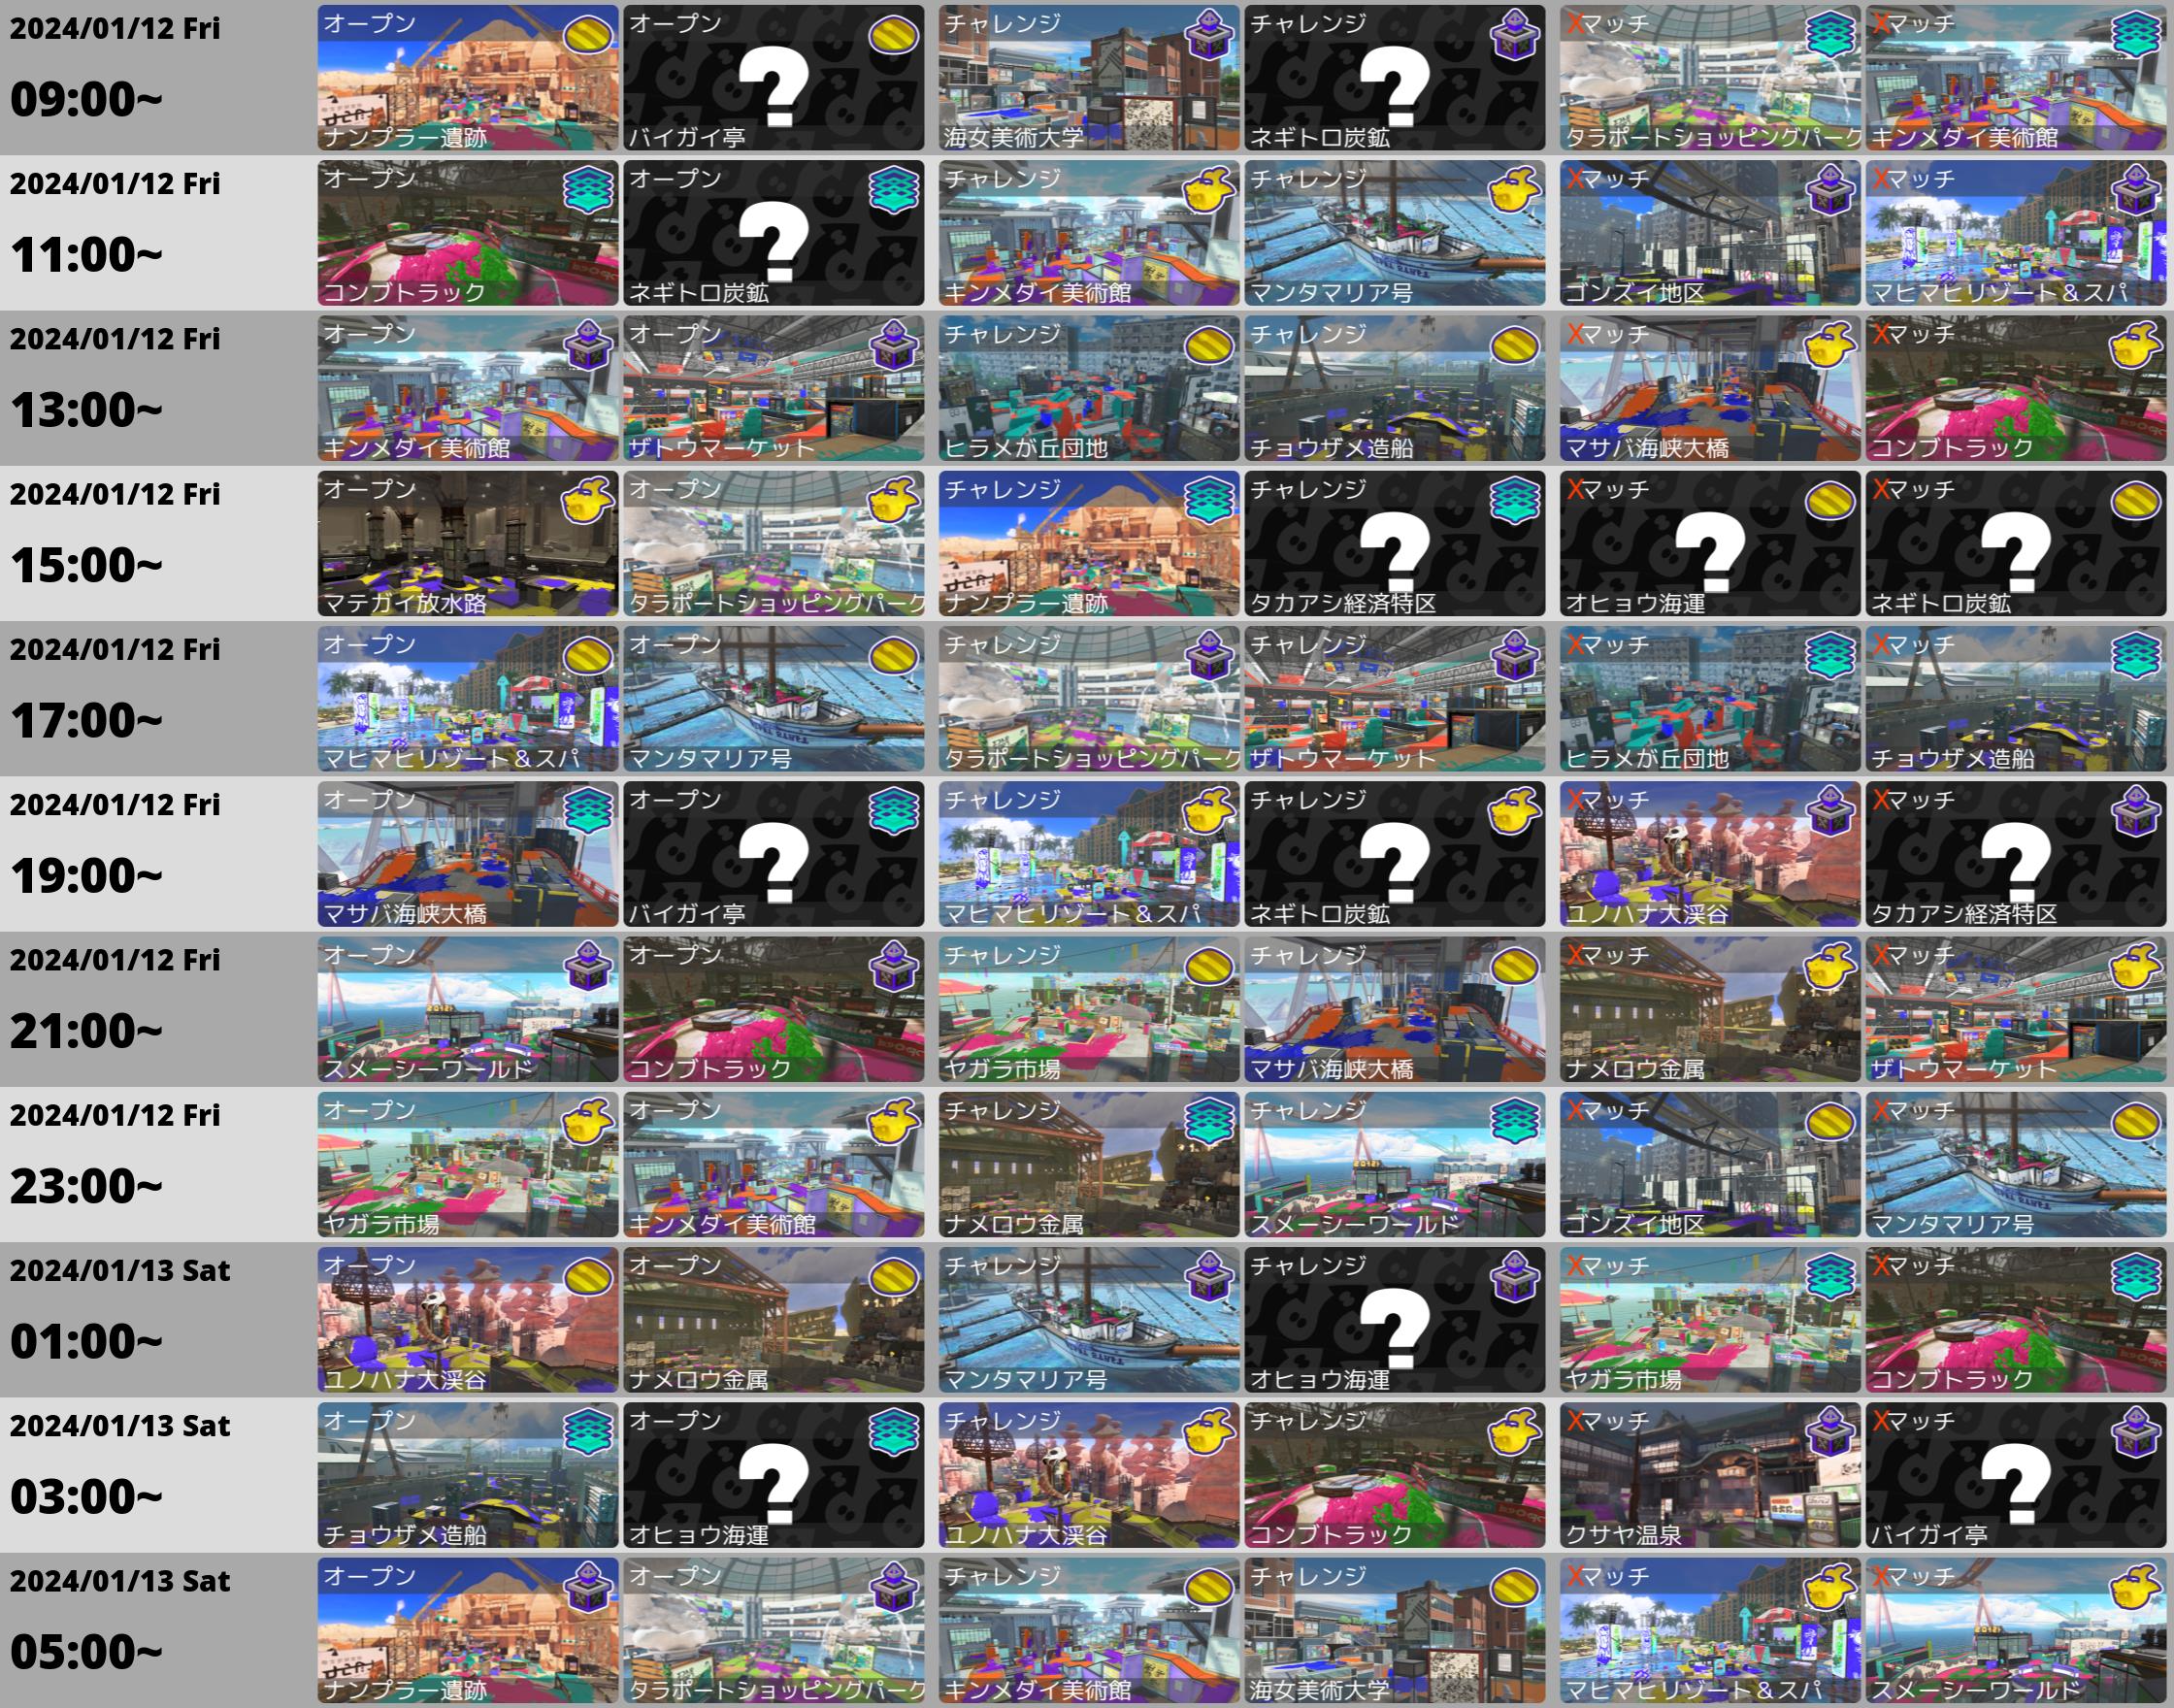 2024/01/12 Fri
09:00~
オープン
ナンプラー遺跡
オープン
バイガイ亭
チャレンジ
海女美術大学
チャレンジ
ネギトロ炭鉱
Xマッチ
タラポートショッピングパーク
Xマッチ
キンメダイ美術館
2024/01/12 Fri
11:00~
オープン
コンブトラック
オープン
ネギトロ炭鉱
チャレンジ
キンメダイ美術館
チャレンジ
マンタマリア号
Xマッチ
ゴンズイ地区
Xマッチ
マヒマヒリゾート＆スパ
2024/01/12 Fri
13:00~
オープン
キンメダイ美術館
オープン
ザトウマーケット
チャレンジ
ヒラメが丘団地
チャレンジ
チョウザメ造船
Xマッチ
マサバ海峡大橋
Xマッチ
コンブトラック
2024/01/12 Fri
15:00~
オープン
マテガイ放水路
オープン
タラポートショッピングパーク
チャレンジ
ナンプラー遺跡
チャレンジ
タカアシ経済特区
Xマッチ
オヒョウ海運
Xマッチ
ネギトロ炭鉱
2024/01/12 Fri
17:00~
オープン
マヒマヒリゾート＆スパ
オープン
マンタマリア号
チャレンジ
タラポートショッピングパーク
チャレンジ
ザトウマーケット
Xマッチ
ヒラメが丘団地
Xマッチ
チョウザメ造船
2024/01/12 Fri
19:00~
オープン
マサバ海峡大橋
オープン
バイガイ亭
チャレンジ
マヒマヒリゾート＆スパ
チャレンジ
ネギトロ炭鉱
Xマッチ
ユノハナ大渓谷
Xマッチ
タカアシ経済特区
2024/01/12 Fri
21:00~
オープン
スメーシーワールド
オープン
コンブトラック
チャレンジ
ヤガラ市場
チャレンジ
マサバ海峡大橋
Xマッチ
ナメロウ金属
Xマッチ
ザトウマーケット
2024/01/12 Fri
23:00~
オープン
ヤガラ市場
オープン
キンメダイ美術館
チャレンジ
ナメロウ金属
チャレンジ
スメーシーワールド
Xマッチ
ゴンズイ地区
Xマッチ
マンタマリア号
2024/01/13 Sat
01:00~
オープン
ユノハナ大渓谷
オープン
ナメロウ金属
チャレンジ
マンタマリア号
チャレンジ
オヒョウ海運
Xマッチ
ヤガラ市場
Xマッチ
コンブトラック
2024/01/13 Sat
03:00~
オープン
チョウザメ造船
オープン
オヒョウ海運
チャレンジ
ユノハナ大渓谷
チャレンジ
コンブトラック
Xマッチ
クサヤ温泉
Xマッチ
バイガイ亭
2024/01/13 Sat
05:00~
オープン
ナンプラー遺跡
オープン
タラポートショッピングパーク
チャレンジ
キンメダイ美術館
チャレンジ
海女美術大学
Xマッチ
マヒマヒリゾート＆スパ
Xマッチ
スメーシーワールド